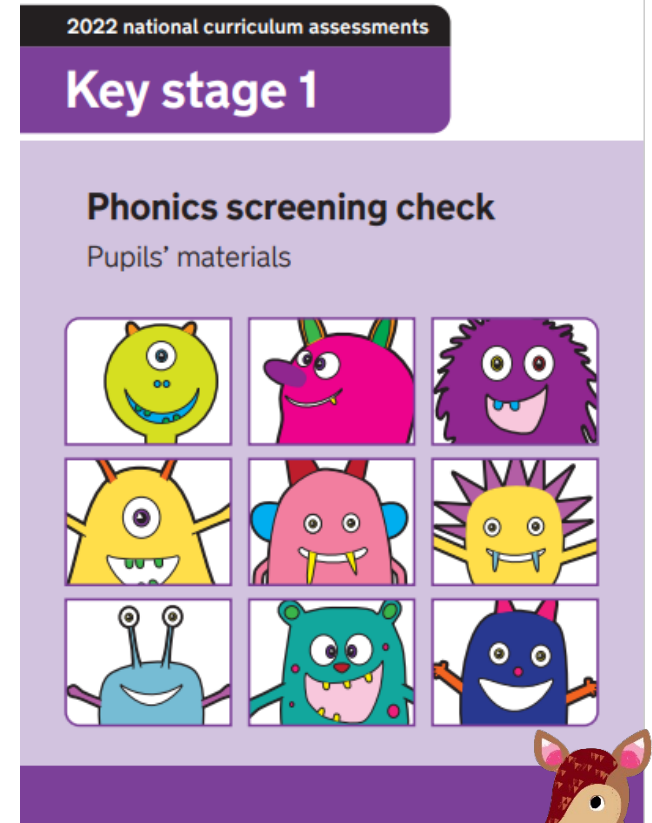 2022 national curriculum assessments
Key stage 1
Phonics screening check
Pupils’ materials